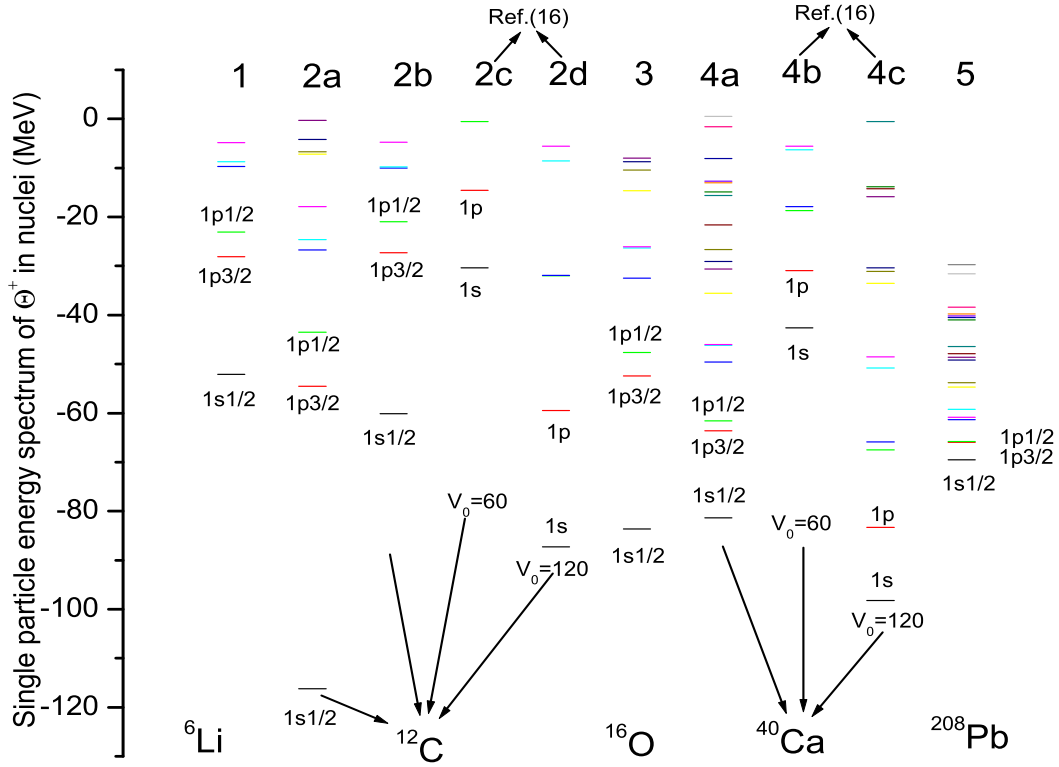 Ref.(16)
Ref.(16)
1 2a 2b 2c 2d 3 4a 4b 4c 5
Single particle energy spectrum of Θ⁺ in nuclei (MeV)
0
-20
-40
-60
-80
-100
-120
1p1/2
1p3/2
1s1/2
1p1/2
1p3/2
1s1/2
1p1/2
1p3/2
1s1/2
1p
1s
V₀=60
1p
1s
V₀=120
1p1/2
1p3/2
1s1/2
1p1/2
1p3/2
1s1/2
1p
1s
V₀=60
1p
1s
V₀=120
1p1/2
1p3/2
1s1/2
⁶Li
¹²C
¹⁶O
⁴⁰Ca
²⁰⁸Pb